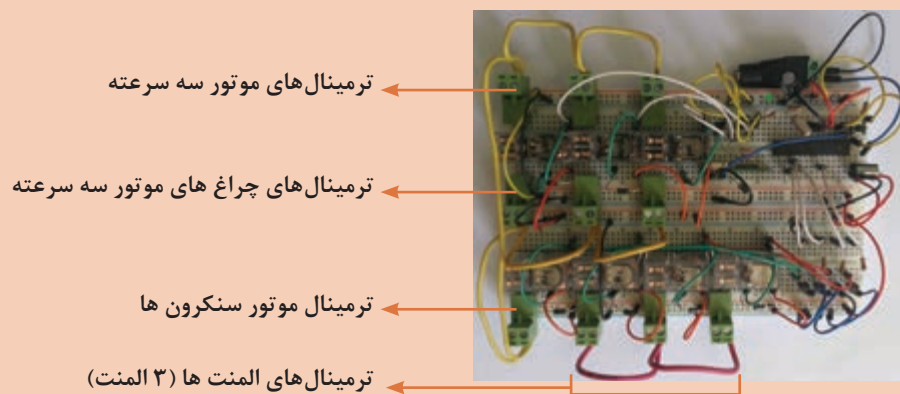 ترمینال‌های موتور سه سرعته
ترمینال‌های چراغ های موتور سه سرعته
ترمینال موتور سنکرون ها
ترمینال‌های المنت ها (۳ المنت)